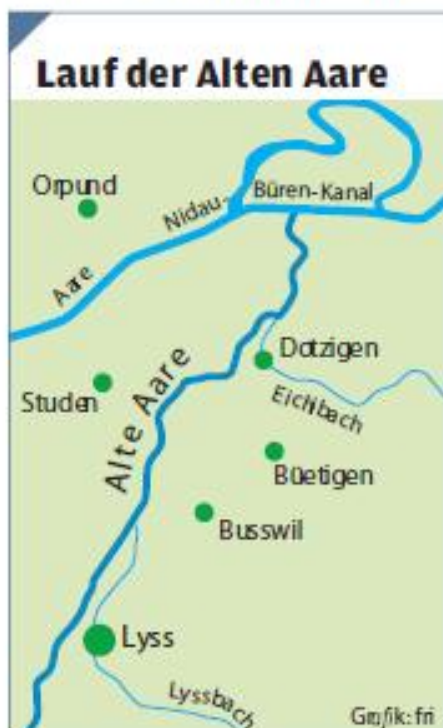 Lauf der Alten Aare
Orpund
Nidau-
Büren-Kanal
Aare
Dotzigen
Alte Aare
Studen
Eichbach
Büetigen
Busswil
Lyss
Lyssbach
Grafik: fri